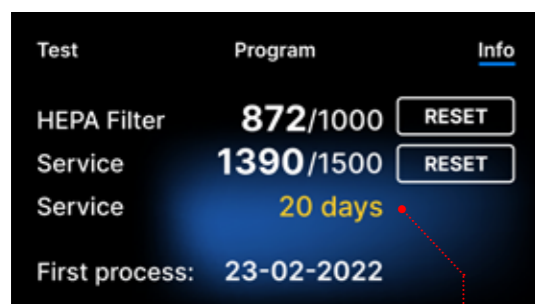 Test Program Info
HEPA Filter 872/1000 RESET
Service 1390/1500 RESET
Service 20 days
First process: 23-02-2022